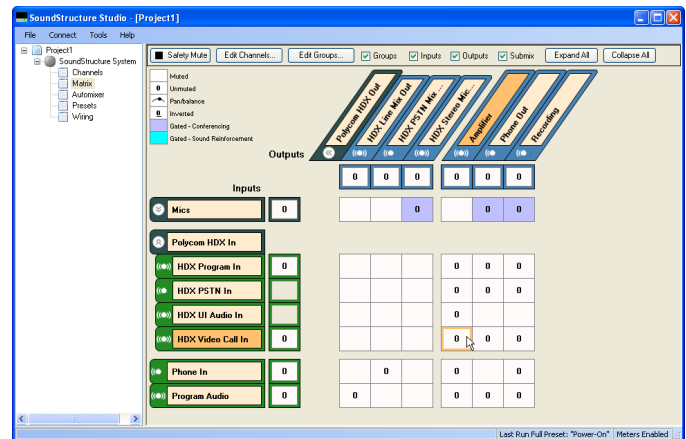 SoundStructure Studio - [Project1]
File Connect Tools Help
Project1
SoundStructure System
Channels
Matrix
Automixer
Presets
Wiring
Safety Mute Edit Channels... Edit Groups... Groups Inputs Outputs Submix Expand All Collapse All
Muted
0 Unmuted
Pan/balance
0 Inverted
Gated - Conferencing
Gated - Sound Reinforcement
Polycom HDX Out
HDX Line Mix Out
HDX PSTN Mix ...
HDX Stereo Mic...
Amplifier
Phone Out
Recording
Outputs
0 0 0 0 0 0
Inputs
Mics 0 0 0 0
Polycom HDX In
HDX Program In 0 0 0 0
HDX PSTN In 0 0 0
HDX UI Audio In 0
HDX Video Call In 0 0 0 0
Phone In 0 0 0 0 0
Program Audio 0 0 0 0 0
Last Run Full Preset: "Power-On" Meters Enabled